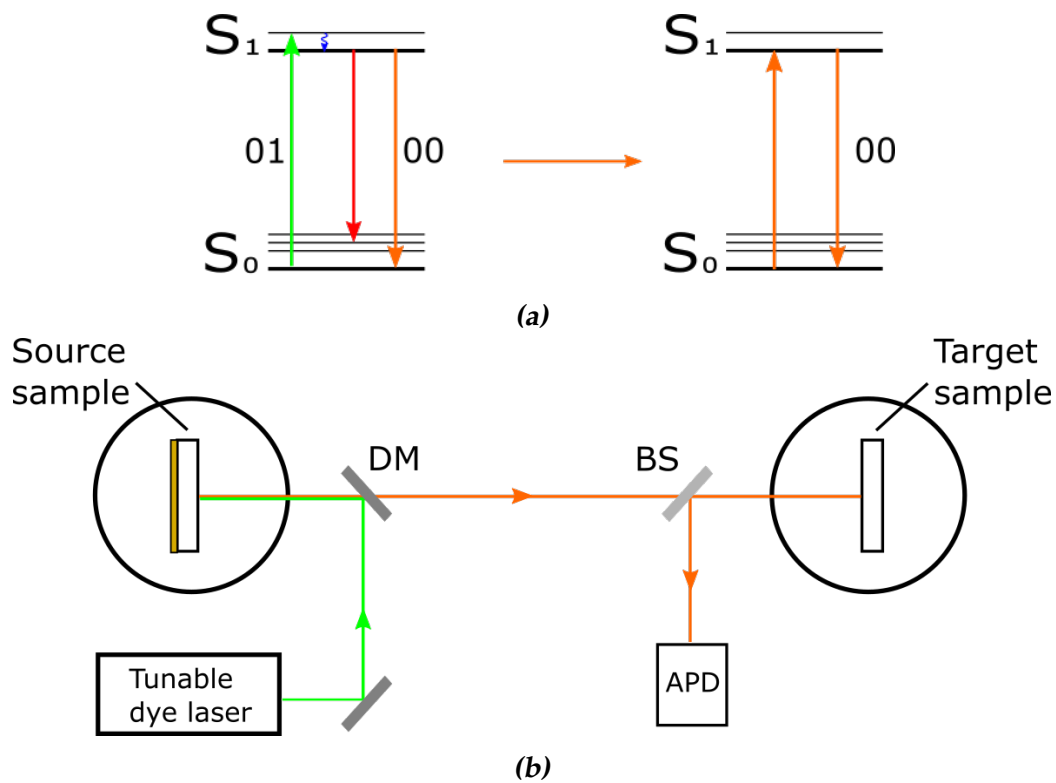 S1 S1
01 00 00
S0 S0
(a)
Source
sample
Target
sample
DM BS
Tunable
dye laser
APD
(b)